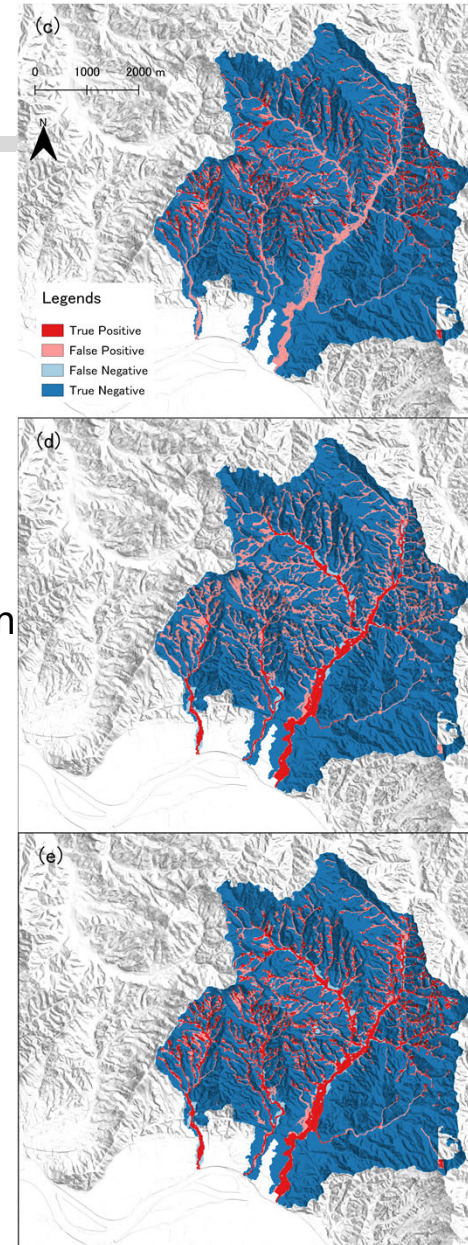 (c)
0 1000 2000 m
N
Legends
True Positive
False Positive
False Negative
True Negative
(d)
n
(e)